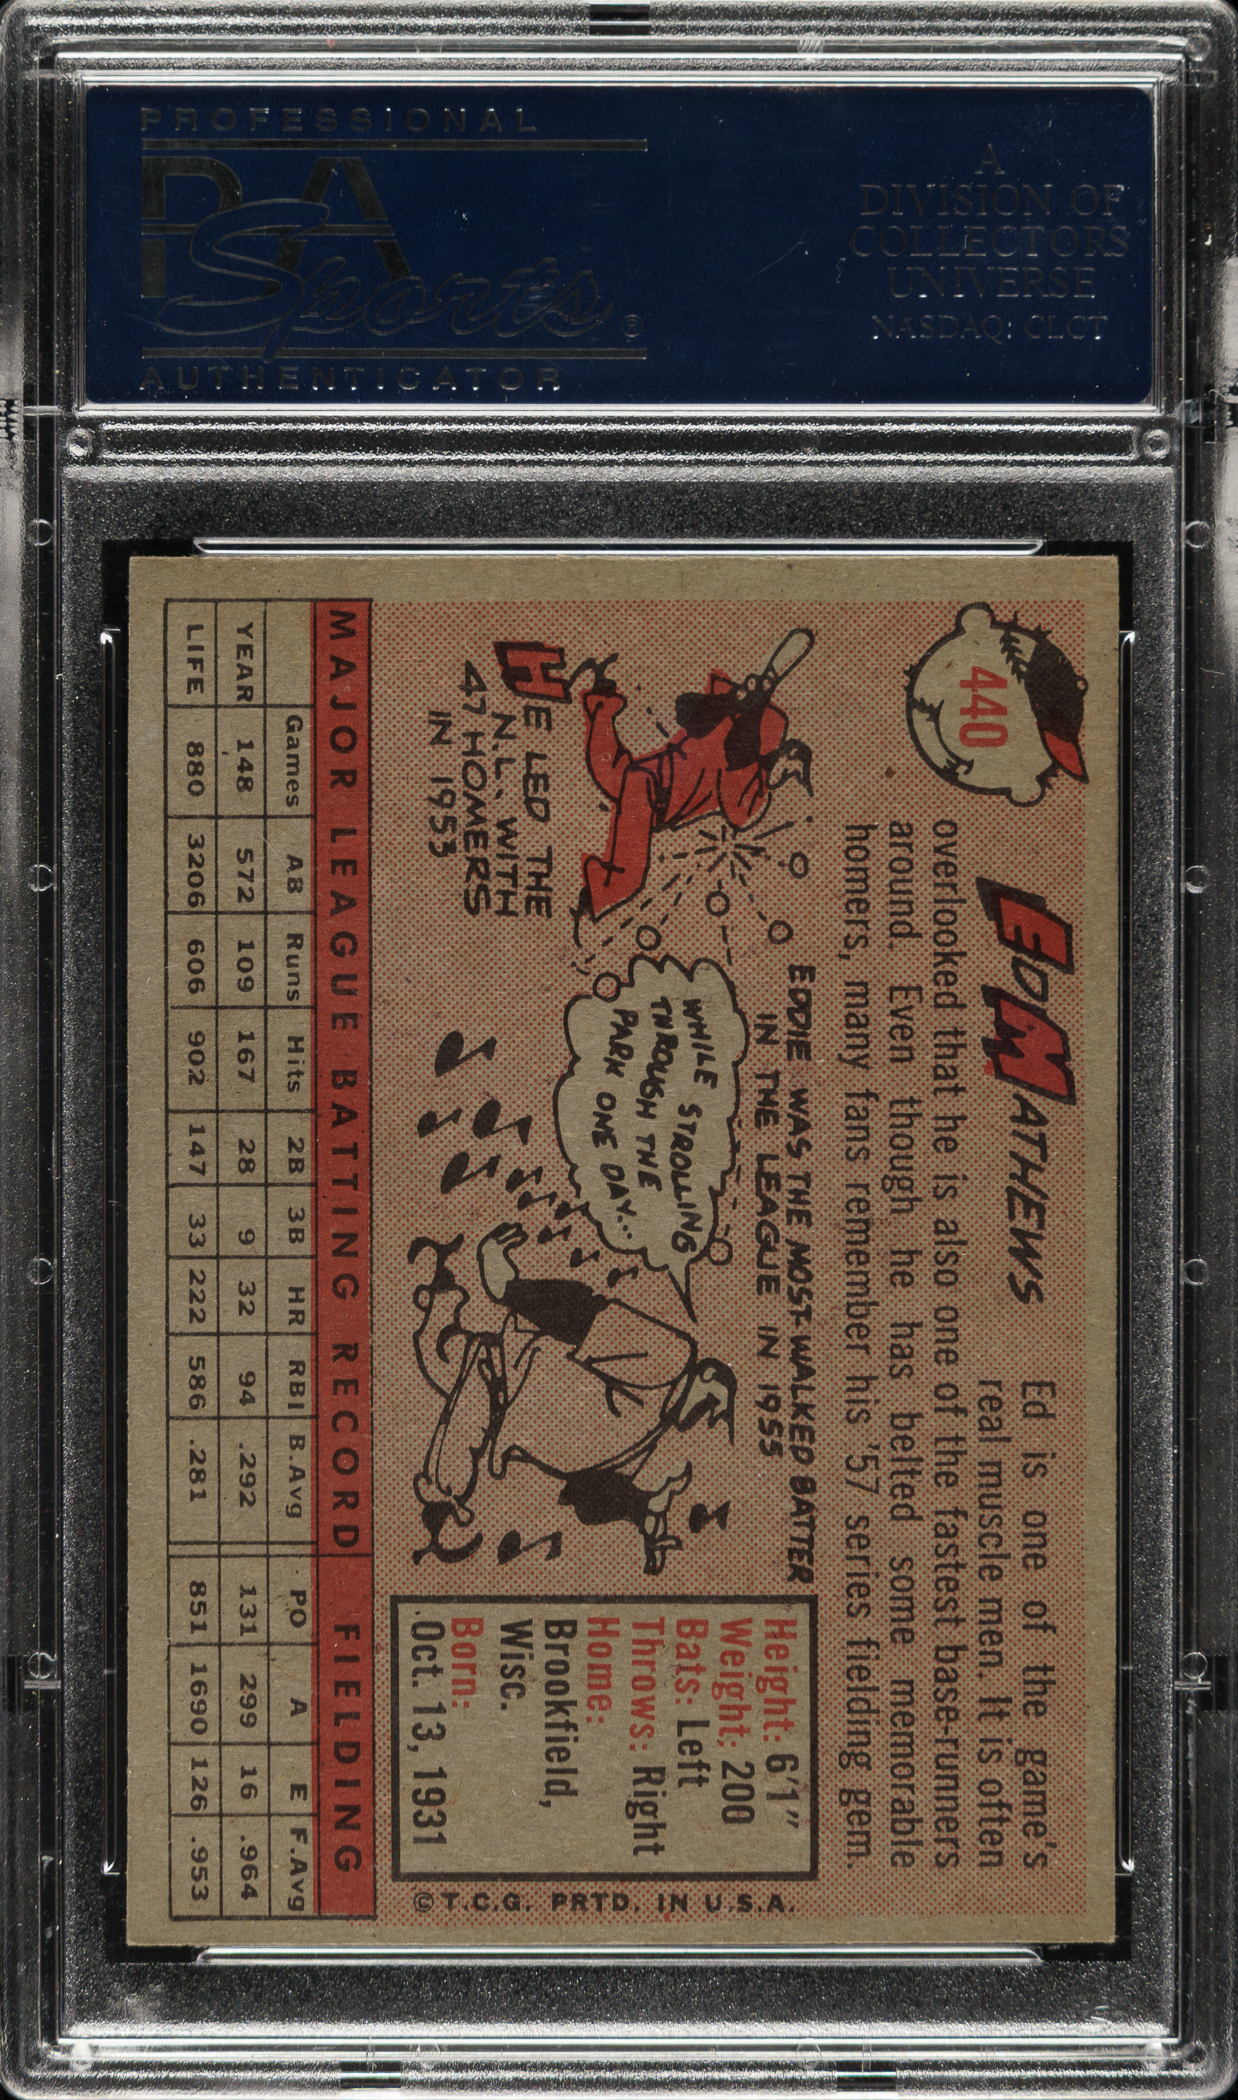 PROFESSIONAL
PSA
Sports®
AUTHENTICATOR
A
DIVISION OF
COLLECTORS
UNIVERSE
NASDAQ: CLCT
440
ED MATHEWS
Ed is one of the game's
real muscle men. It is often
overlooked that he is also one of the fastest base-runners
around. Even though he has belted some memorable
homers, many fans remember his '57 series fielding gem.
HE LED THE
N.L. WITH
47 HOMERS
IN 1953
EDDIE WAS THE MOST-WALKED BATTER
IN THE LEAGUE IN 1955
WHILE STROLLING
THROUGH THE
PARK ONE DAY...
Height: 6'1"
Weight: 200
Bats: Left
Throws: Right
Home:
Brookfield,
Wisc.
Born:
Oct. 13, 1931
MAJOR LEAGUE BATTING RECORD FIELDING
Games AB Runs Hits 2B 3B HR RBI B.Avg PO A E F.Avg
YEAR 148 572 109 167 28 9 32 94 .292 131 299 16 .964
LIFE 880 3206 606 902 147 33 222 586 .281 851 1690 126 .953
©T.C.G. PRTD. IN U.S.A.